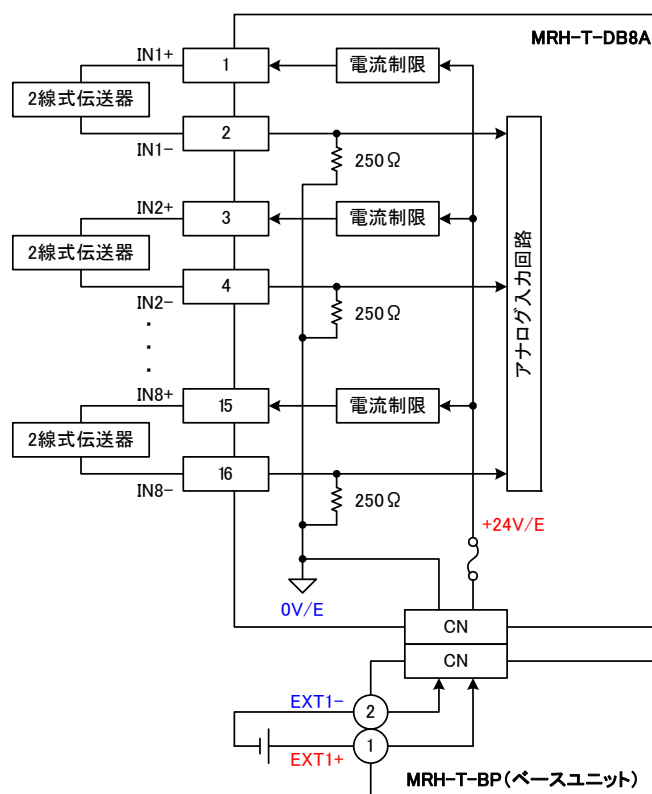 MRH-T-DB8A
IN1+
1
電流制限
2線式伝送器
2
IN1-
250Ω
IN2+
3
電流制限
2線式伝送器
4
IN2-
250Ω
アナログ入力回路
IN8+
15
電流制限
2線式伝送器
16
IN8-
250Ω
+24V/E
0V/E
CN
CN
EXT1-
2
1
EXT1+
MRH-T-BP(ベースユニット)